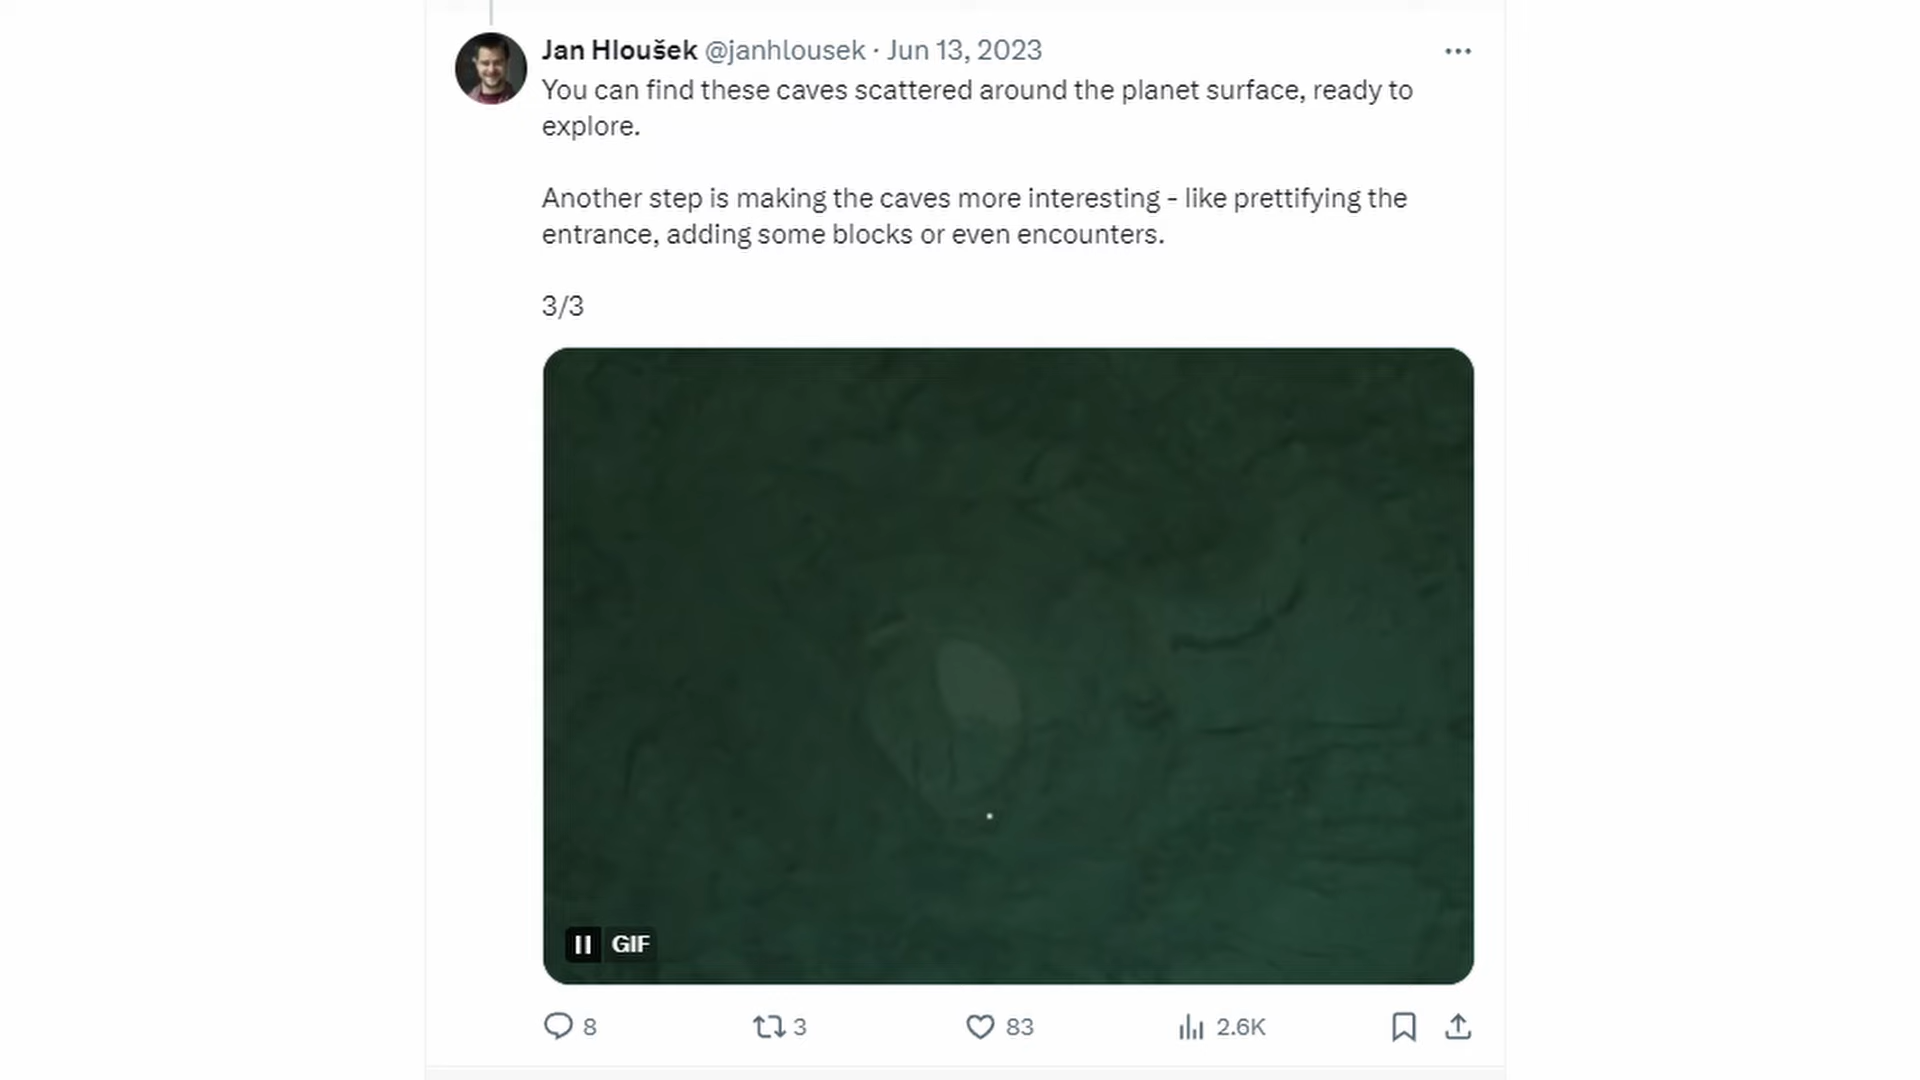 Jan Hloušek @janhlousek · Jun 13, 2023
You can find these caves scattered around the planet surface, ready to
explore.
Another step is making the caves more interesting - like prettifying the
entrance, adding some blocks or even encounters.
3/3
GIF
8 3 83 2.6K